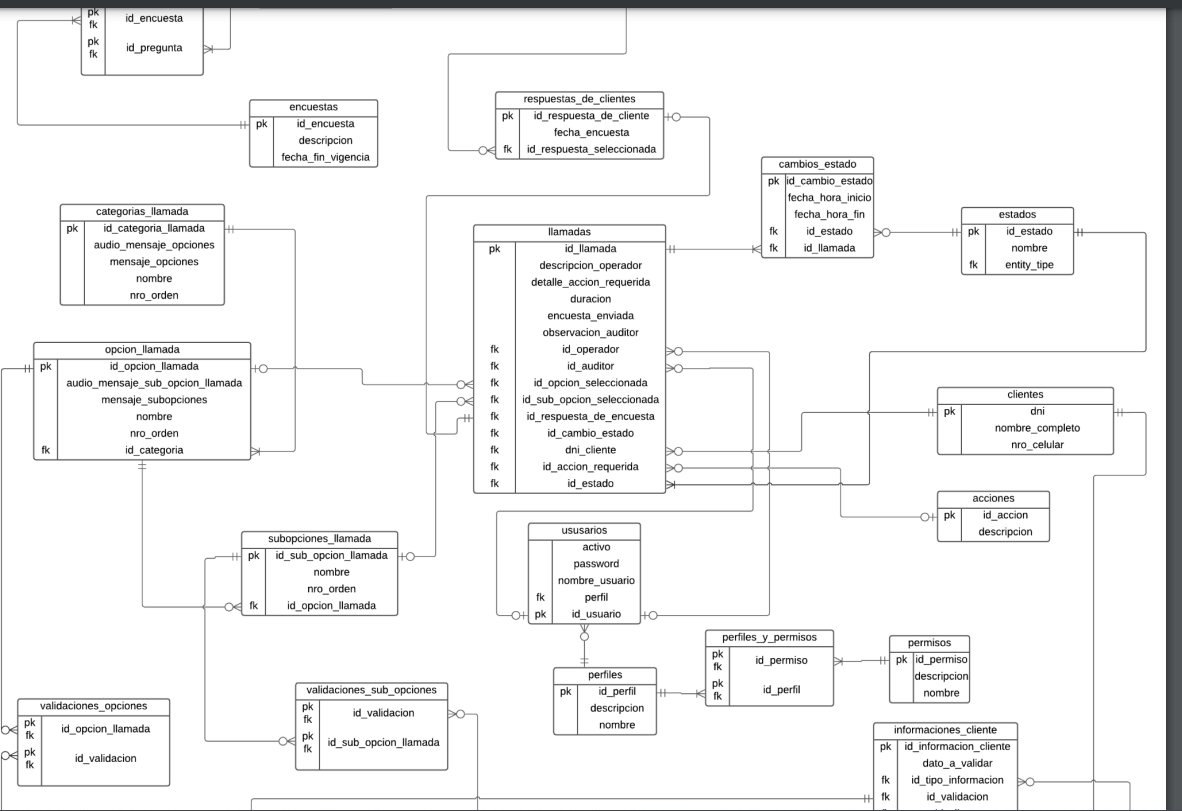 pk
fk
id_encuesta
pk
fk
id_pregunta
encuestas
pk id_encuesta
descripcion
fecha_fin_vigencia
respuestas_de_clientes
pk id_respuesta_de_cliente
fecha_encuesta
fk id_respuesta_seleccionada
cambios_estado
pk id_cambio_estado
fecha_hora_inicio
fecha_hora_fin
fk id_estado
fk id_llamada
estados
pk id_estado
nombre
fk entity_tipe
categorias_llamada
pk id_categoria_llamada
audio_mensaje_opciones
mensaje_opciones
nombre
nro_orden
llamadas
pk id_llamada
descripcion_operador
detalle_accion_requerida
duracion
encuesta_enviada
observacion_auditor
fk id_operador
fk id_auditor
fk id_opcion_seleccionada
fk id_sub_opcion_seleccionada
fk id_respuesta_de_encuesta
fk id_cambio_estado
fk dni_cliente
fk id_accion_requerida
fk id_estado
opcion_llamada
pk id_opcion_llamada
audio_mensaje_sub_opcion_llamada
mensaje_subopciones
nombre
nro_orden
fk id_categoria
clientes
pk dni
nombre_completo
nro_celular
acciones
pk id_accion
descripcion
subopciones_llamada
pk id_sub_opcion_llamada
nombre
nro_orden
fk id_opcion_llamada
ususarios
activo
password
nombre_usuario
fk perfil
pk id_usuario
perfiles_y_permisos
pk
fk
id_permiso
pk
fk
id_perfil
permisos
pk id_permiso
descripcion
nombre
perfiles
pk id_perfil
descripcion
nombre
validaciones_opciones
pk
fk
id_opcion_llamada
pk
fk
id_validacion
validaciones_sub_opciones
pk
fk
id_validacion
pk
fk
id_sub_opcion_llamada
informaciones_cliente
pk id_informacion_cliente
dato_a_validar
fk id_tipo_informacion
fk id_validacion